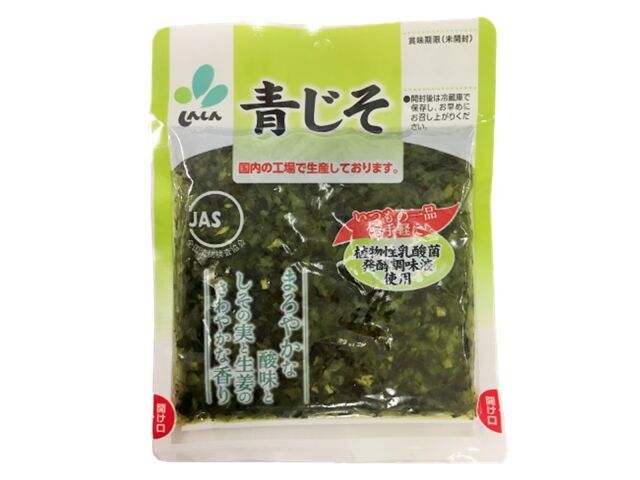 賞味期限(未開封)
しんしん
青じそ
●開封後は冷蔵庫で
保存し、お早めに
お召し上がりくだ
さい。
国内の工場で生産しております。
JAS
いつもの一品
お手軽に
植物性乳酸菌
発酵調味液
使用
まろやかな
酸味と
しその実と生姜の
さわやかな香り
開け口
開け口